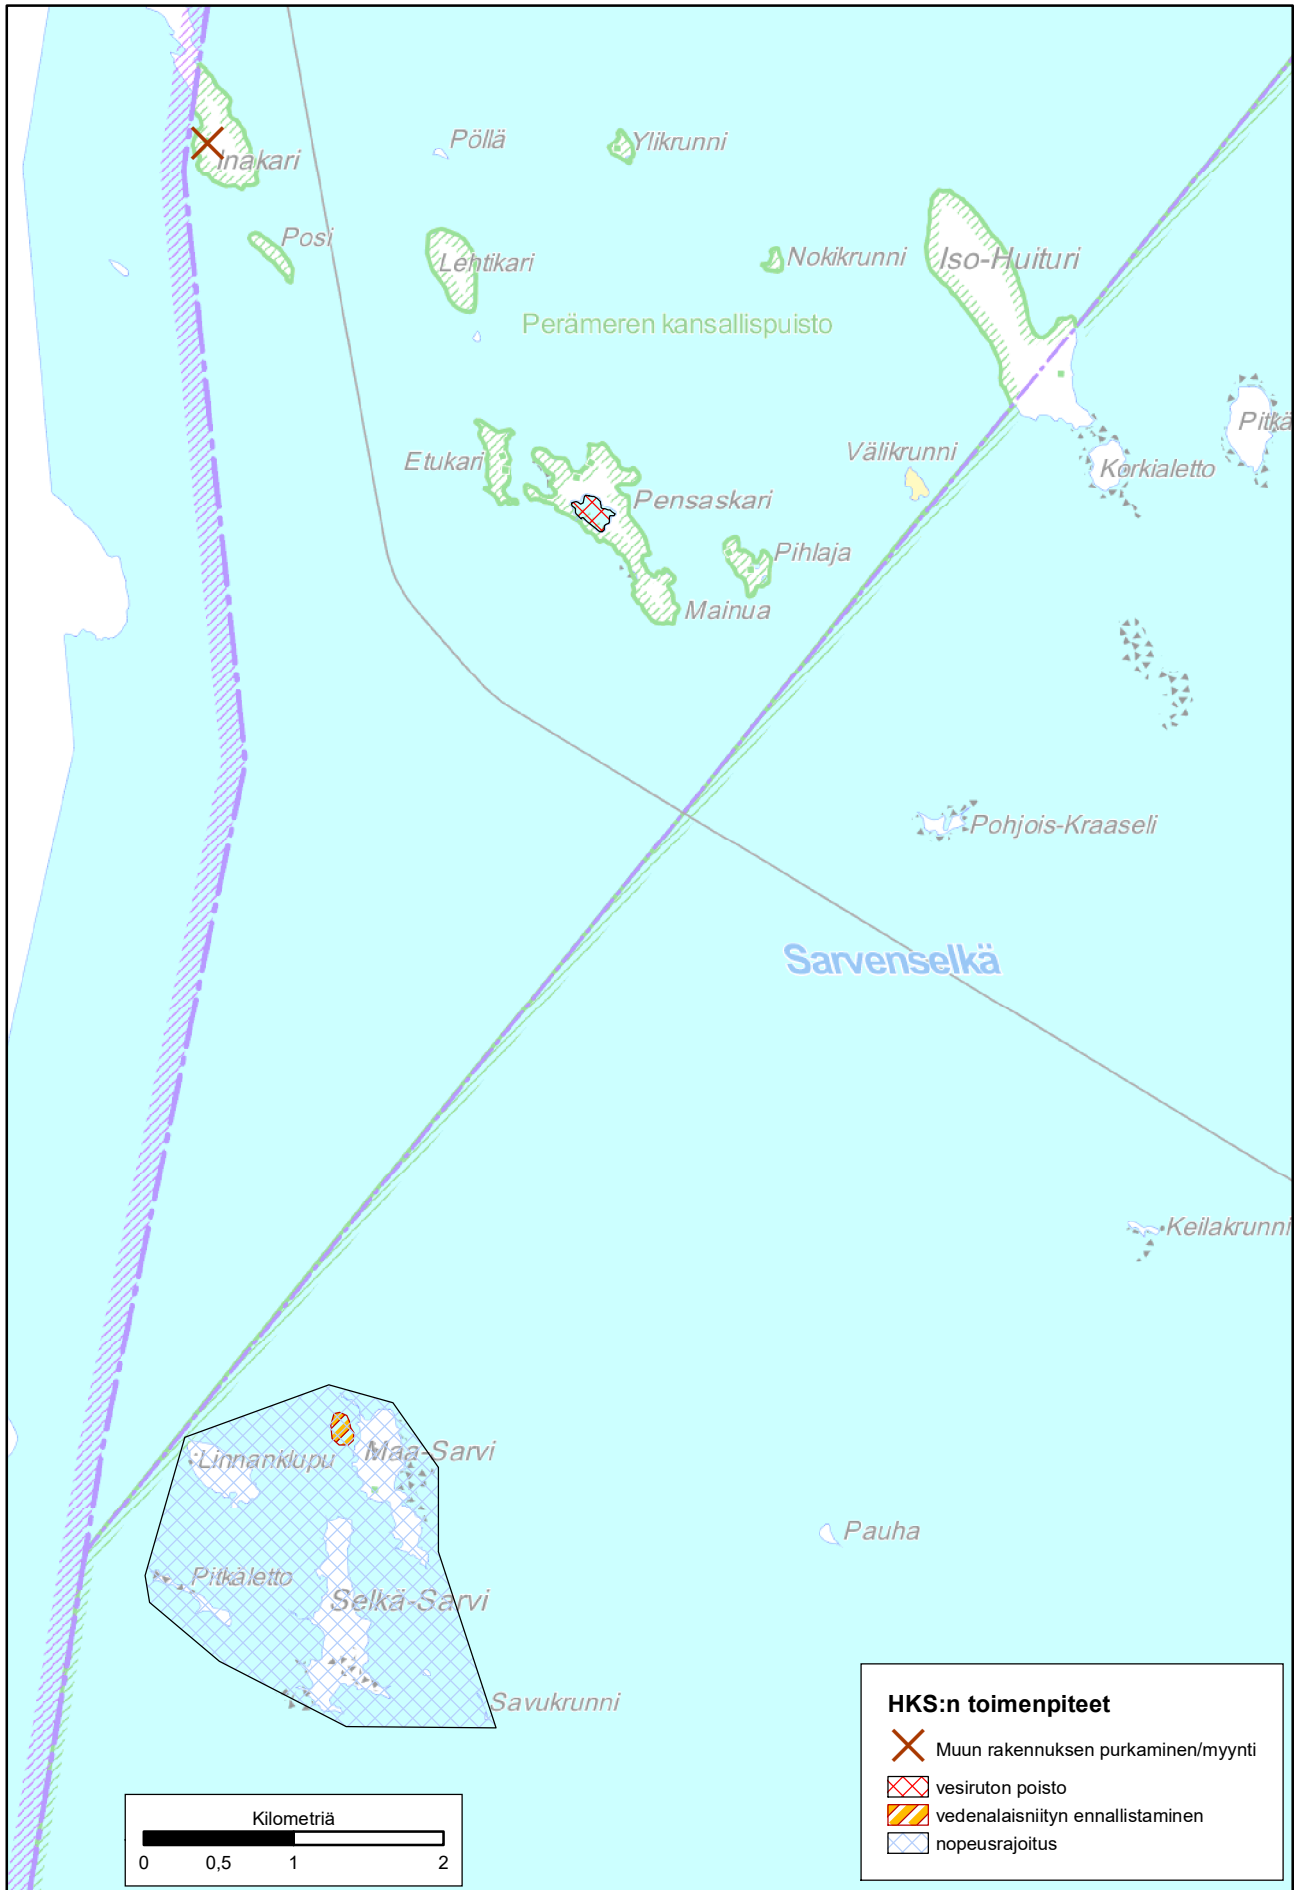 Pöllä
Ylikrunni
Inakari
Posi
Lehtikari
Nokikrunni
Iso-Huituri
Perämeren kansallispuisto
Pitkä
Etukari
Välikrunni
Korkialetto
Pensaskari
Pihlaja
Mainua
Pohjois-Kraaseli
Sarvenselkä
Keilakrunni
Linnanklupu
Maa-Sarvi
Pauha
Pitkäletto
Selkä-Sarvi
Savukrunni
HKS:n toimenpiteet
Muun rakennuksen purkaminen/myynti
vesiruton poisto
vedenalaisniityn ennallistaminen
nopeusrajoitus
Kilometriä
0 0,5 1 2